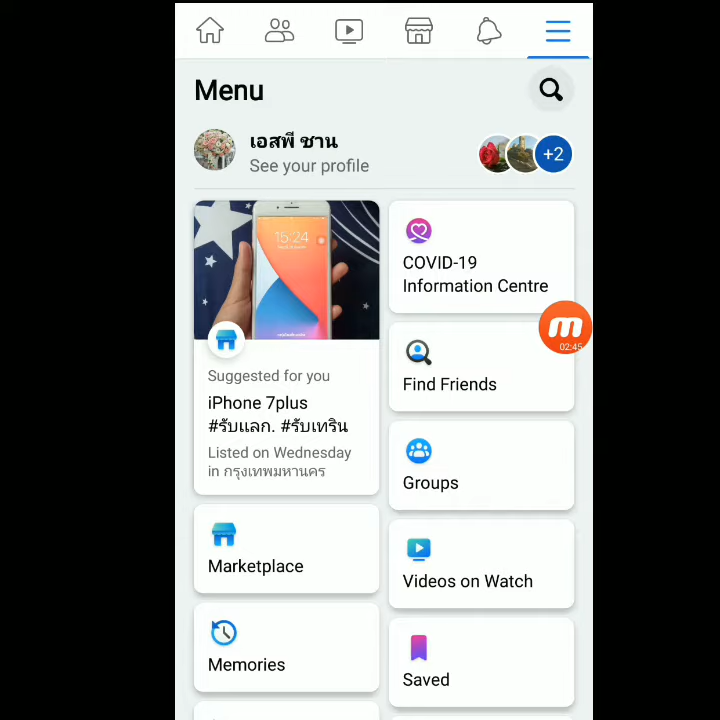 Menu
เอสพี ชาน
See your profile
+2
15:24
Suggested for you
iPhone 7plus
#รับแลก. #รับเทริน
Listed on Wednesday
in กรุงเทพมหานคร
Marketplace
Memories
COVID-19
Information Centre
02:45
Find Friends
Groups
Videos on Watch
Saved